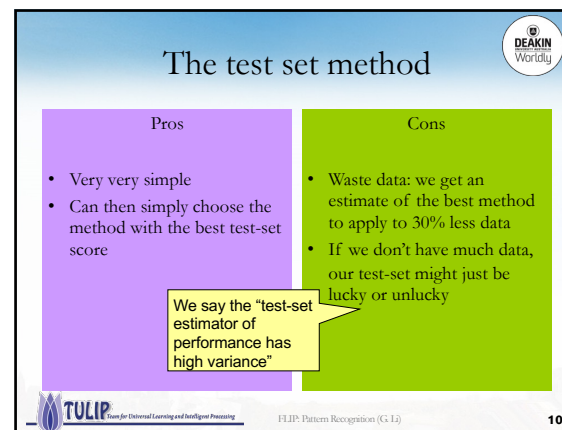 The test set method
DEAKIN
UNIVERSITY AUSTRALIA
Worldly
Pros
• Very very simple
• Can then simply choose the
method with the best test-set
score
Cons
• Waste data: we get an
estimate of the best method
to apply to 30% less data
• If we don't have much data,
our test-set might just be
lucky or unlucky
We say the “test-set
estimator of
performance has
high variance”
TULIP Team for Universal Learning and Intelligent Processing
FLIP: Pattern Recognition (G. Li)
10